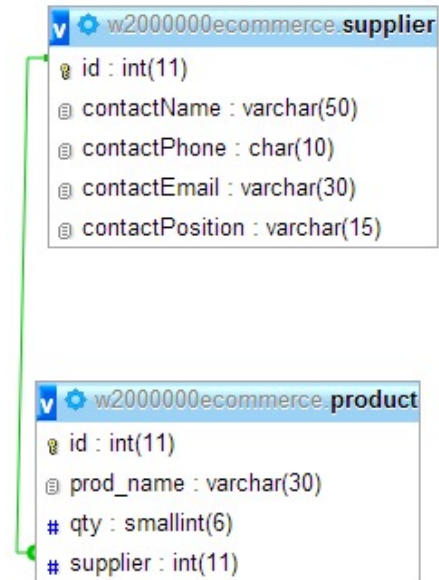 v w2000000ecommerce.supplier
id : int(11)
contactName : varchar(50)
contactPhone : char(10)
contactEmail : varchar(30)
contactPosition : varchar(15)
v w2000000ecommerce.product
id : int(11)
prod_name : varchar(30)
# qty : smallint(6)
# supplier : int(11)